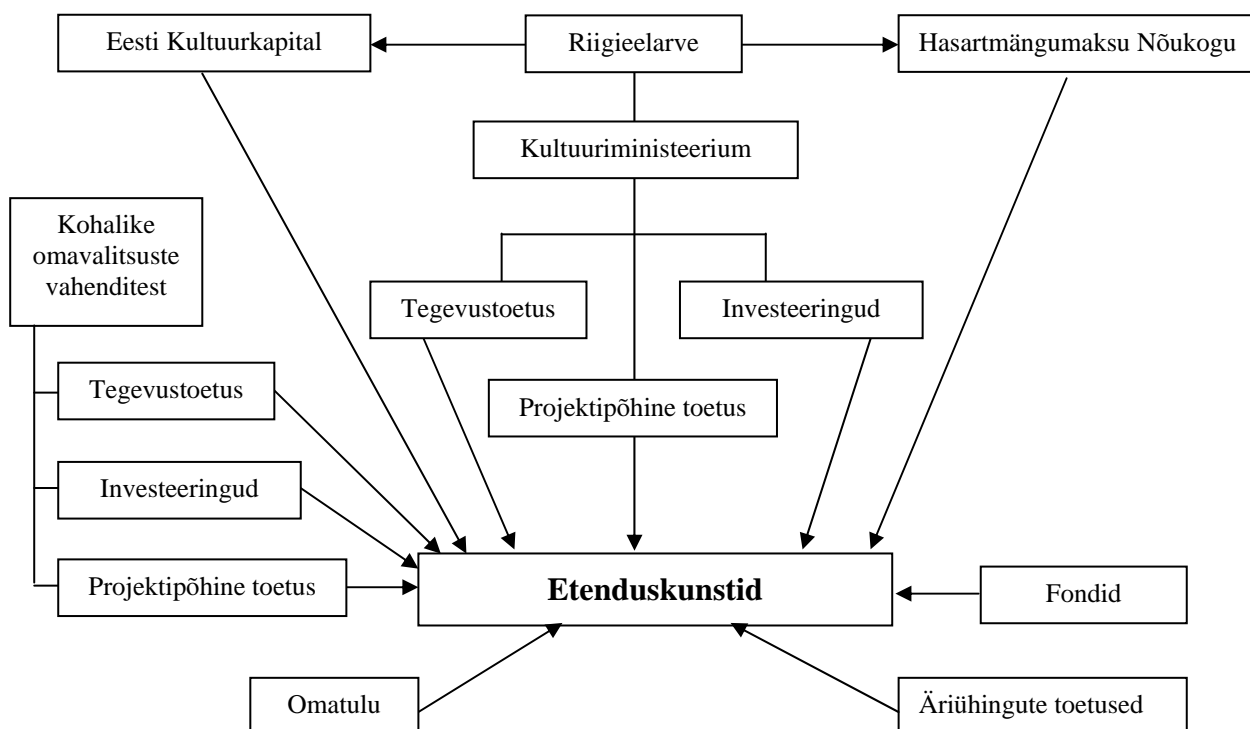 Eesti Kultuurkapital
Riigieelarve
Hasartmängumaksu Nõukogu
Kultuuriministeerium
Kohalike
omavalitsuste
vahenditest
Tegevustoetus
Investeeringud
Tegevustoetus
Projektipõhine toetus
Investeeringud
Projektipõhine toetus
Etenduskunstid
Fondid
Omatulu
Äriühingute toetused